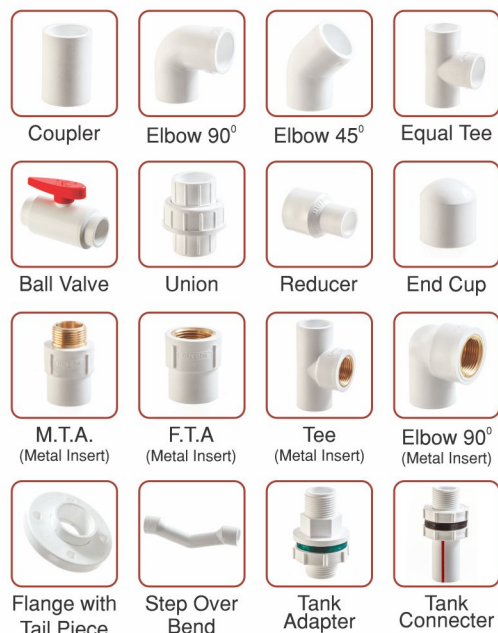 Coupler
Elbow 90⁰
Elbow 45⁰
Equal Tee
Ball Valve
Union
Reducer
End Cup
M.T.A.
(Metal Insert)
F.T.A
(Metal Insert)
Tee
(Metal Insert)
Elbow 90⁰
(Metal Insert)
Flange with
Tail Piece
Step Over
Bend
Tank
Adapter
Tank
Connecter